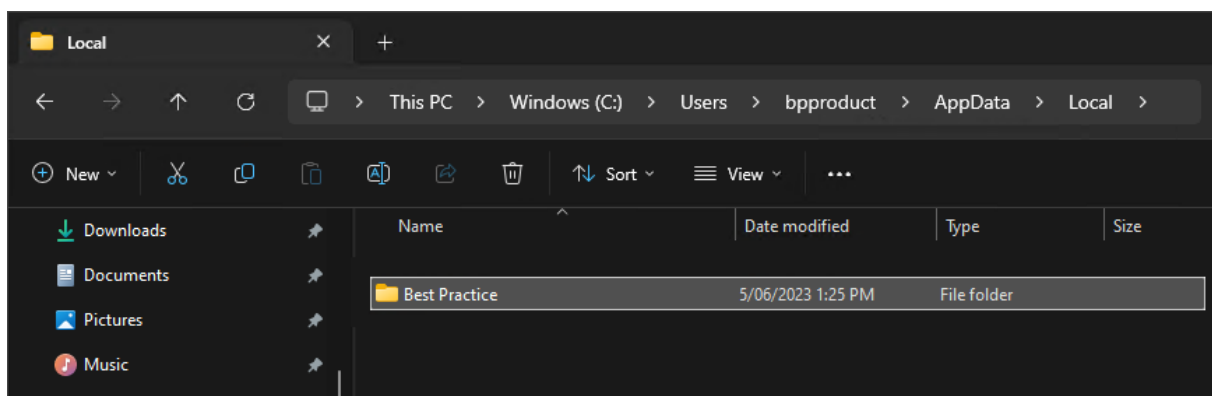 Local
This PC > Windows (C:) > Users > bpproduct > AppData > Local >
New Sort View ...
Name Date modified Type Size
Downloads
Documents
Best Practice 5/06/2023 1:25 PM File folder
Pictures
Music